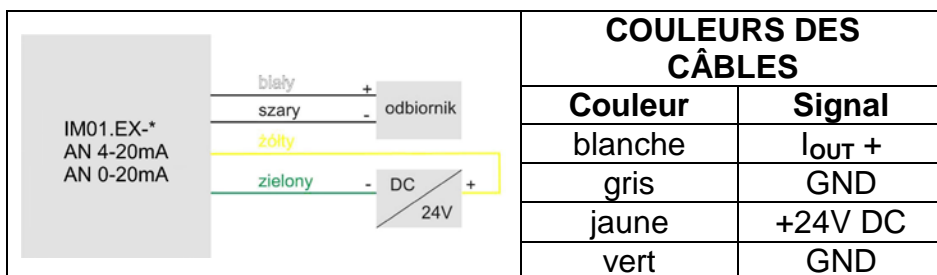 IM01.EX-*
AN 4-20mA
AN 0-20mA
biały
+
szary
-
odbiornik
żółty
zielony
-
DC
+
24V
COULEURS DES
CÂBLES
Couleur Signal
blanche IOUT +
gris GND
jaune +24V DC
vert GND